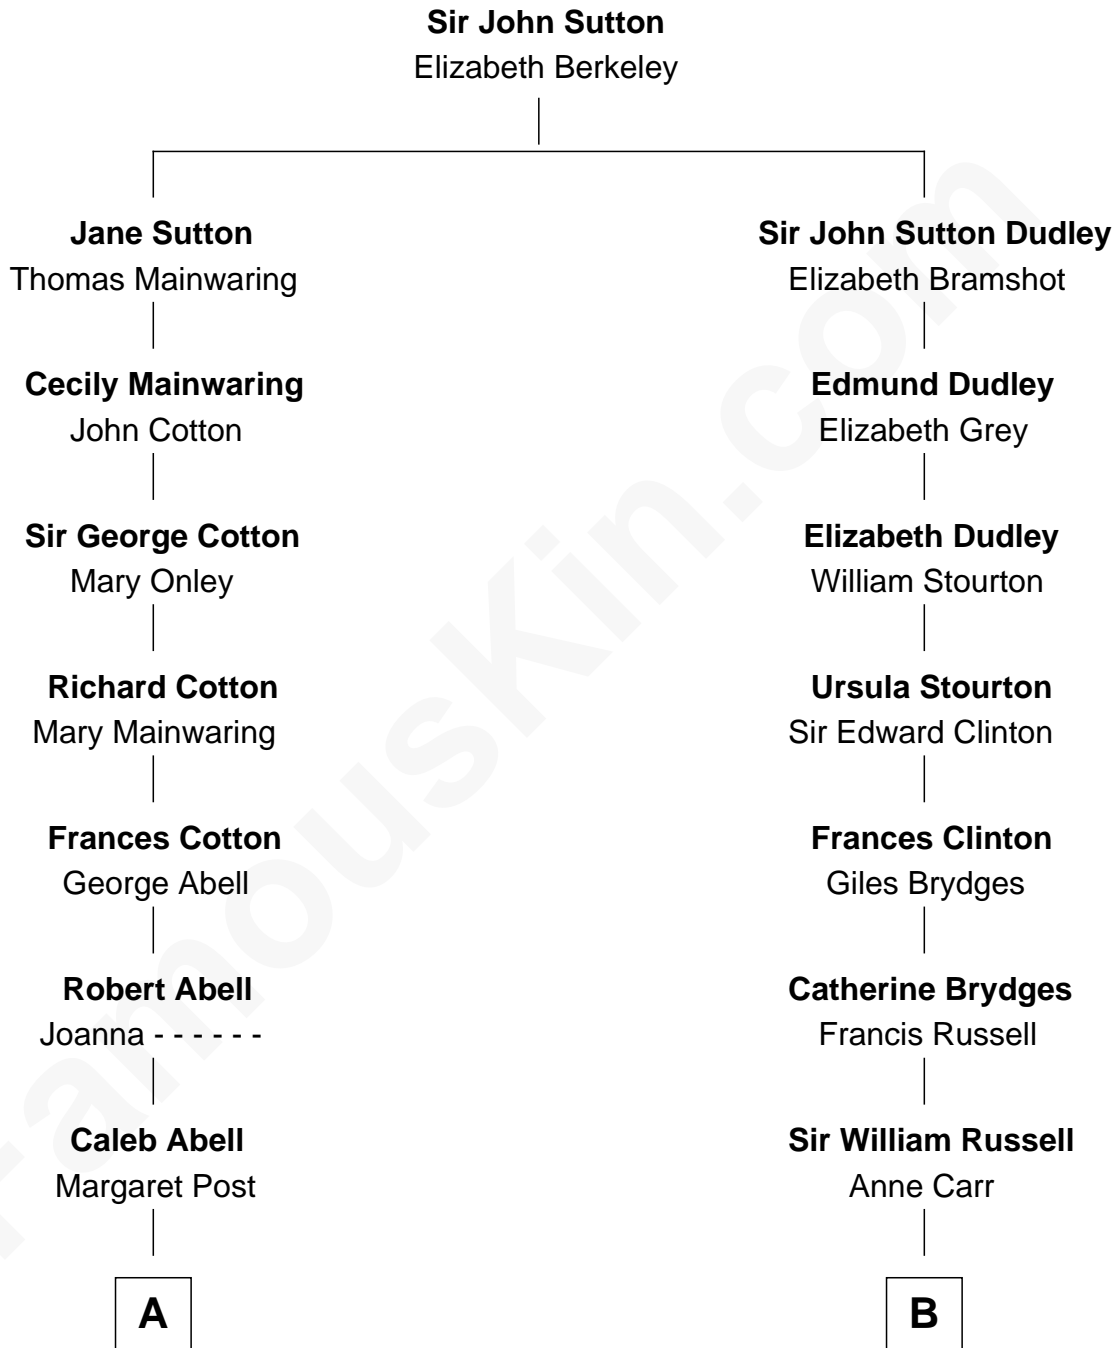 Sir John Sutton
Elizabeth Berkeley
Jane Sutton
Thomas Mainwaring
Sir John Sutton Dudley
Elizabeth Bramshot
Cecily Mainwaring
John Cotton
Edmund Dudley
Elizabeth Grey
Sir George Cotton
Mary Onley
Elizabeth Dudley
William Stourton
Richard Cotton
Mary Mainwaring
Ursula Stourton
Sir Edward Clinton
Frances Cotton
George Abell
Frances Clinton
Giles Brydges
Robert Abell
Joanna - - - - - -
Catherine Brydges
Francis Russell
Caleb Abell
Margaret Post
Sir William Russell
Anne Carr
A
B
FamousKin.com